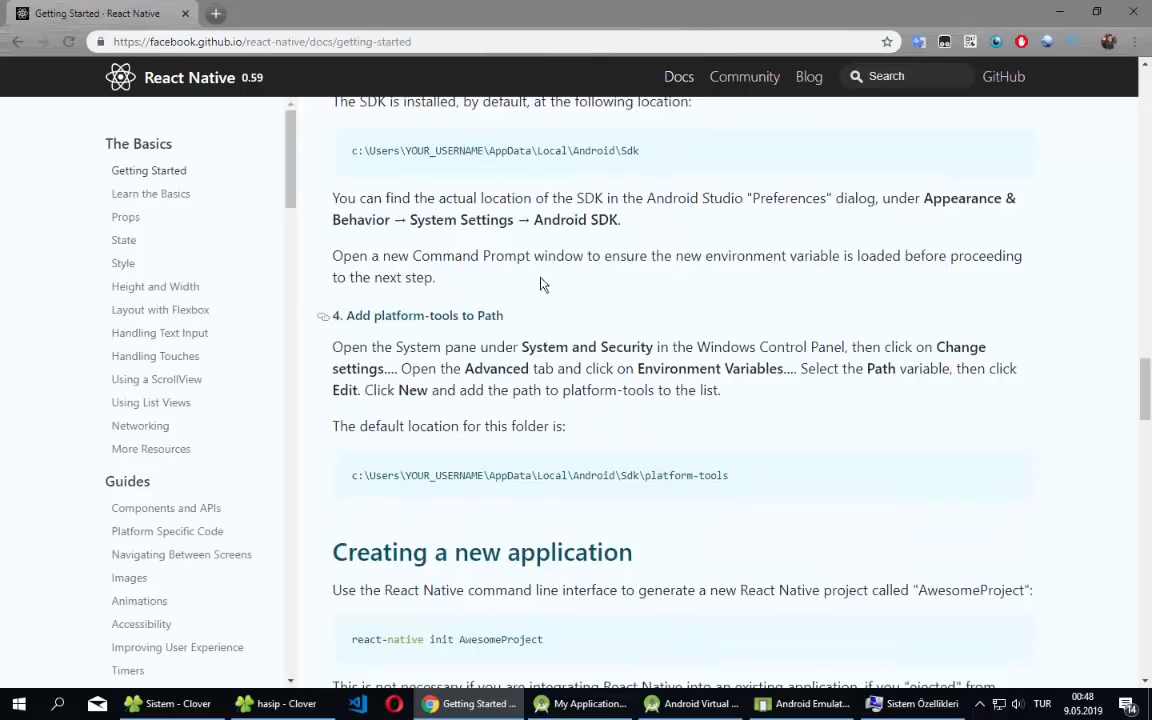 Getting Started · React Native
https://facebook.github.io/react-native/docs/getting-started
React Native 0.59
Docs Community Blog Search GitHub
The Basics
Getting Started
Learn the Basics
Props
State
Style
Height and Width
Layout with Flexbox
Handling Text Input
Handling Touches
Using a ScrollView
Using List Views
Networking
More Resources
Guides
Components and APIs
Platform Specific Code
Navigating Between Screens
Images
Animations
Accessibility
Improving User Experience
Timers
The SDK is installed, by default, at the following location:
c:\Users\YOUR_USERNAME\AppData\Local\Android\Sdk
You can find the actual location of the SDK in the Android Studio "Preferences" dialog, under Appearance &
Behavior → System Settings → Android SDK.
Open a new Command Prompt window to ensure the new environment variable is loaded before proceeding
to the next step.
4. Add platform-tools to Path
Open the System pane under System and Security in the Windows Control Panel, then click on Change
settings.... Open the Advanced tab and click on Environment Variables.... Select the Path variable, then click
Edit. Click New and add the path to platform-tools to the list.
The default location for this folder is:
c:\Users\YOUR_USERNAME\AppData\Local\Android\Sdk\platform-tools
Creating a new application
Use the React Native command line interface to generate a new React Native project called "AwesomeProject":
react-native init AwesomeProject
This is not necessary if you are integrating React Native into an existing application, if you "ejected" from
Sistem - Clover hasip - Clover Getting Started ... My Application... Android Virtual ... Android Emulat... Sistem Özellikleri TUR 00:48
9.05.2019 14